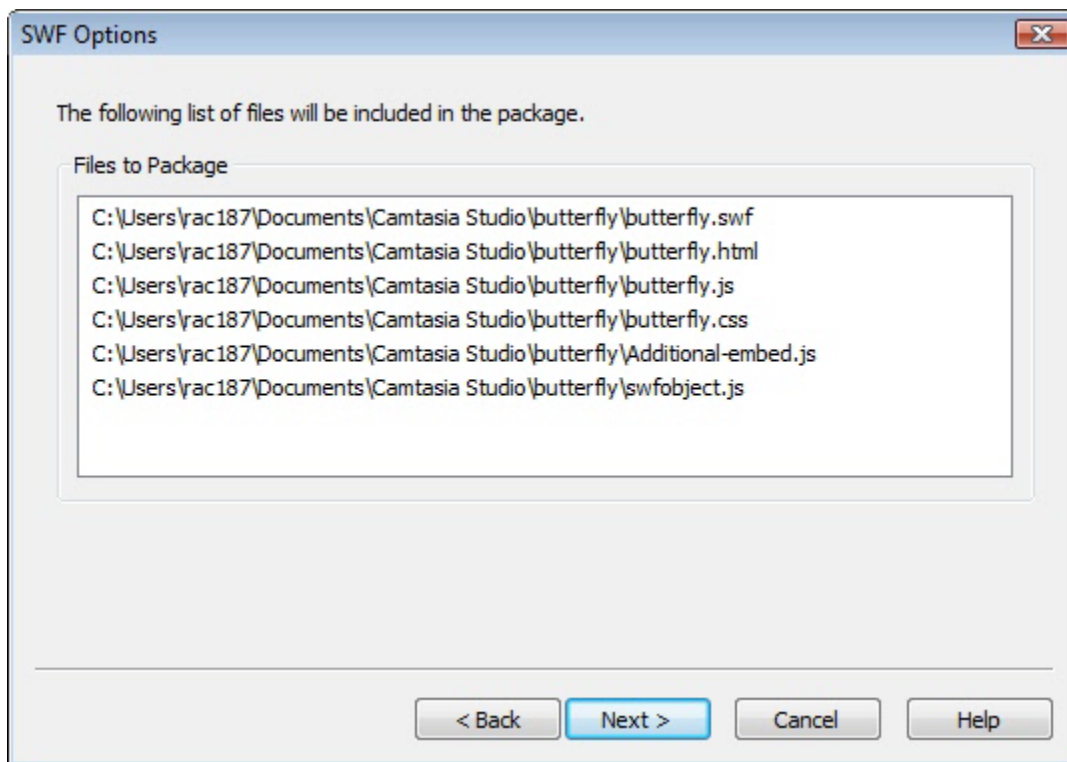 SWF Options
The following list of files will be included in the package.
Files to Package
C:\Users\rac187\Documents\Camtasia Studio\butterfly\butterfly.swf
C:\Users\rac187\Documents\Camtasia Studio\butterfly\butterfly.html
C:\Users\rac187\Documents\Camtasia Studio\butterfly\butterfly.js
C:\Users\rac187\Documents\Camtasia Studio\butterfly\butterfly.css
C:\Users\rac187\Documents\Camtasia Studio\butterfly\Additional-embed.js
C:\Users\rac187\Documents\Camtasia Studio\butterfly\swfobject.js
< Back Next > Cancel Help